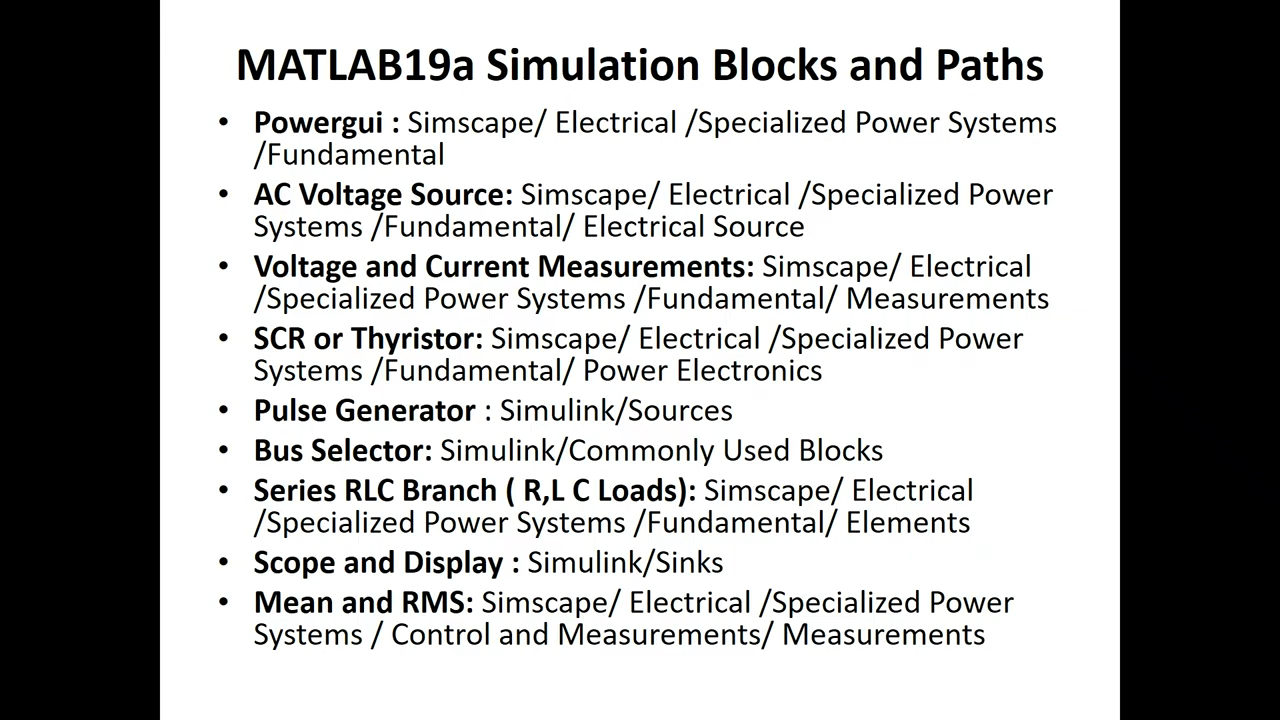 MATLAB19a Simulation Blocks and Paths
• Powergui : Simscape/ Electrical /Specialized Power Systems
/Fundamental
• AC Voltage Source: Simscape/ Electrical /Specialized Power
Systems /Fundamental/ Electrical Source
• Voltage and Current Measurements: Simscape/ Electrical
/Specialized Power Systems /Fundamental/ Measurements
• SCR or Thyristor: Simscape/ Electrical /Specialized Power
Systems /Fundamental/ Power Electronics
• Pulse Generator : Simulink/Sources
• Bus Selector: Simulink/Commonly Used Blocks
• Series RLC Branch ( R,L C Loads): Simscape/ Electrical
/Specialized Power Systems /Fundamental/ Elements
• Scope and Display : Simulink/Sinks
• Mean and RMS: Simscape/ Electrical /Specialized Power
Systems / Control and Measurements/ Measurements